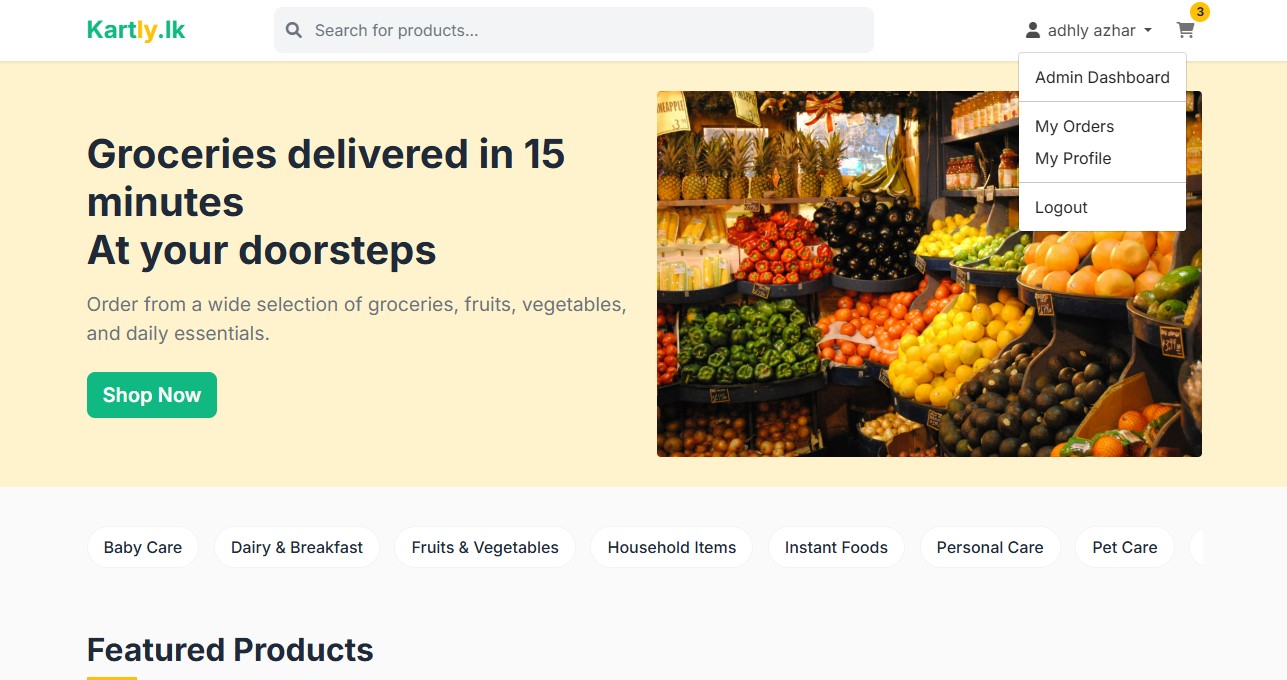 Kartly.lk
Search for products...
adhly azhar
3
Admin Dashboard
My Orders
My Profile
Logout
Groceries delivered in 15
minutes
At your doorsteps
Order from a wide selection of groceries, fruits, vegetables,
and daily essentials.
Shop Now
PINEAPPLE
Baby Care
Dairy & Breakfast
Fruits & Vegetables
Household Items
Instant Foods
Personal Care
Pet Care
Featured Products